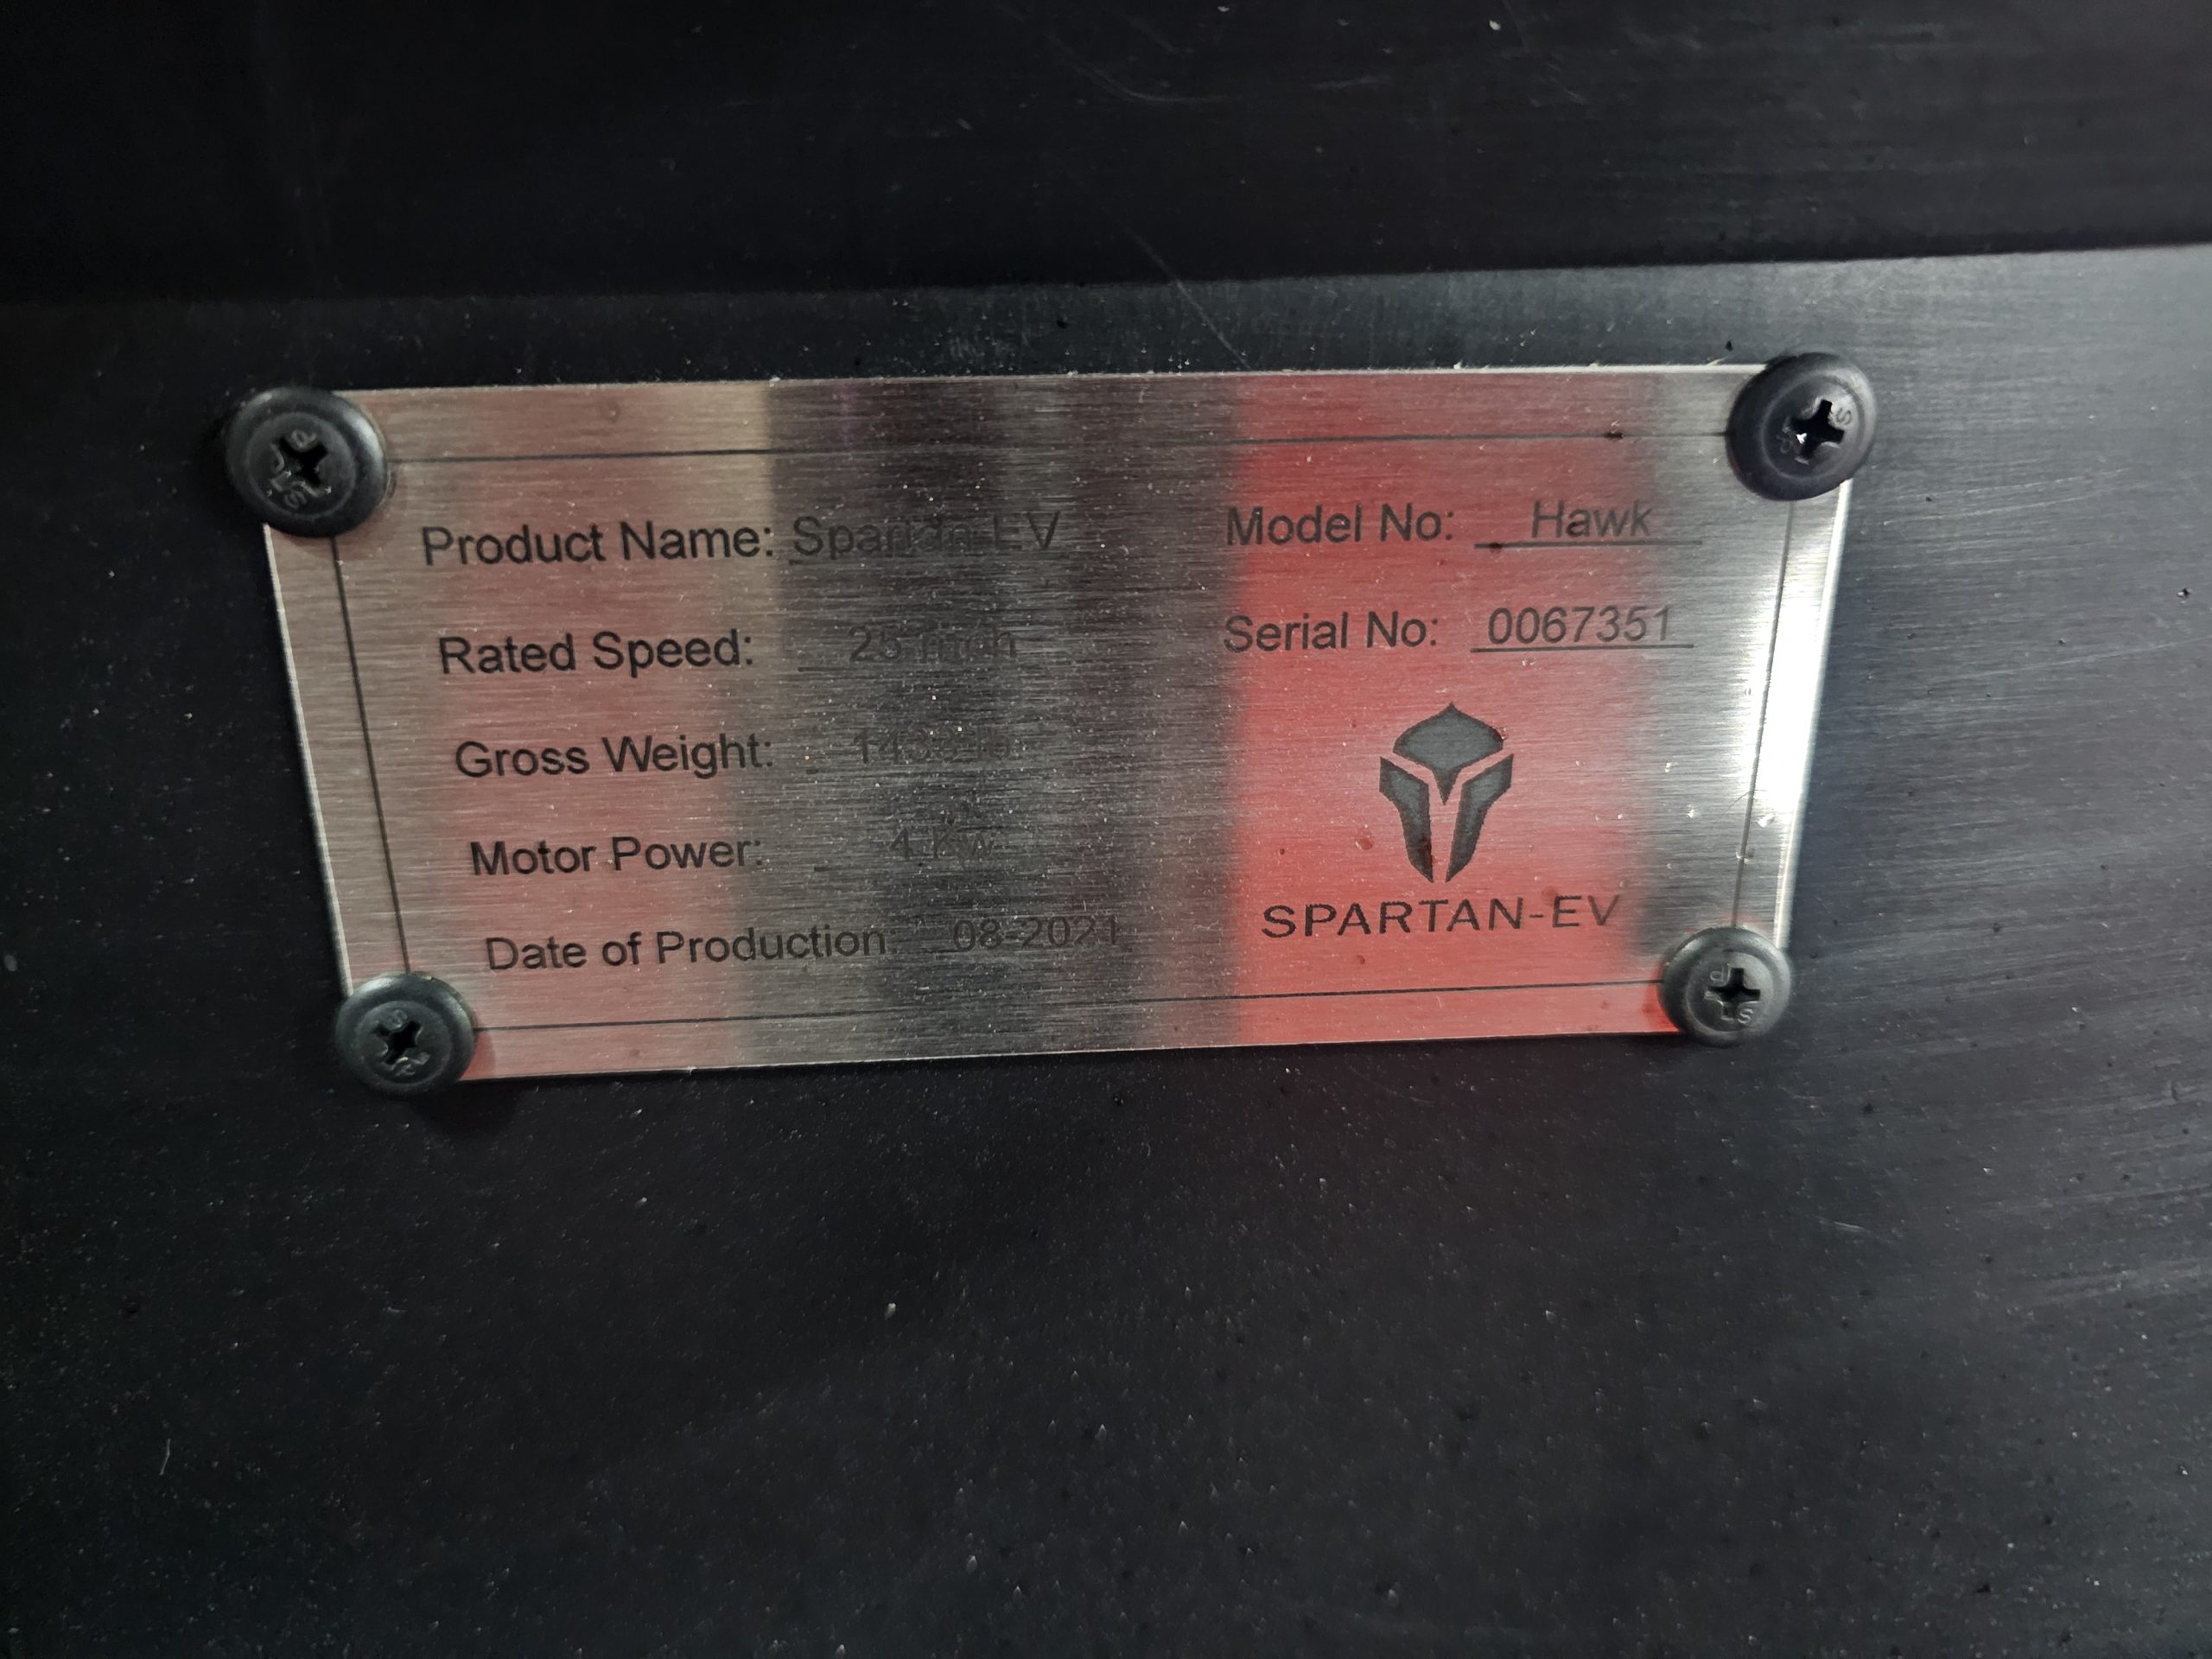 Product Name: Spartan-EV
Model No: Hawk
Rated Speed: 25 mph
Serial No: 0067351
Gross Weight:
Motor Power: 4 Kw
Date of Production: 08-2021
SPARTAN-EV